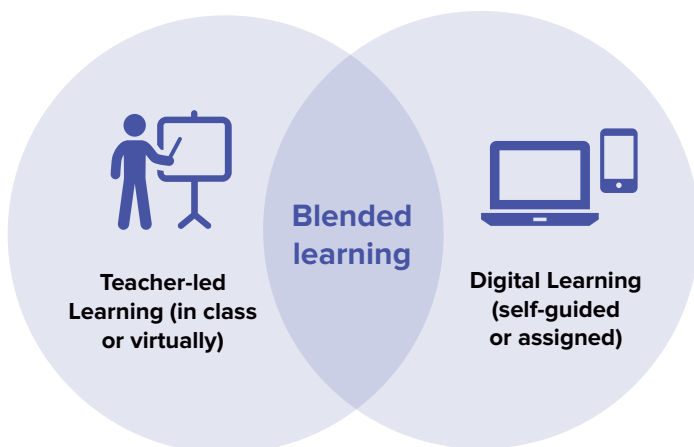 Teacher-led
Learning (in class
or virtually)
Blended
learning
Digital Learning
(self-guided
or assigned)